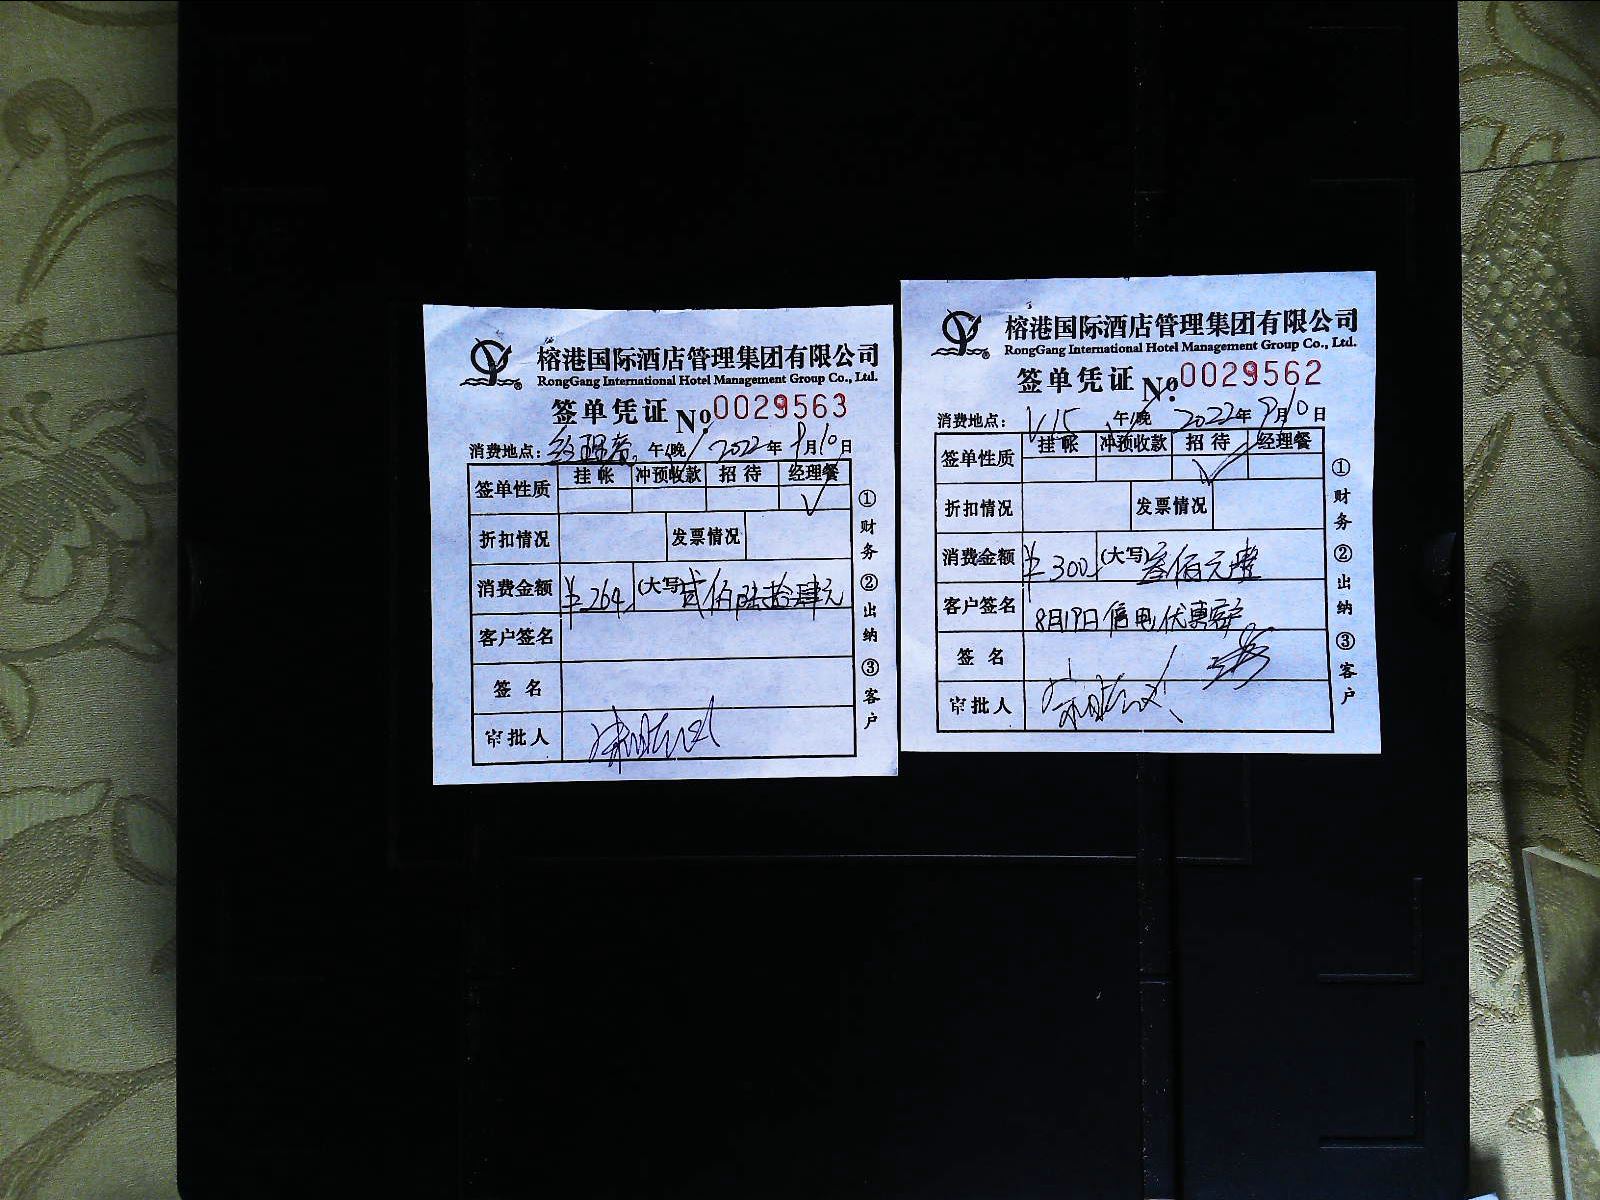 榕港国际酒店管理集团有限公司
RongGang International Hotel Management Group Co., Ltd.
签单凭证 No.0029563
消费地点： 午/晚 2022年9月10日
签单性质 挂帐 冲预收款 招待 经理餐
√
折扣情况 发票情况
消费金额 ¥264 (大写) 贰佰陆拾肆元
客户签名
签名
审批人
①财务 ②出纳 ③客户
榕港国际酒店管理集团有限公司
RongGang International Hotel Management Group Co., Ltd.
签单凭证 No.0029562
消费地点： V15 午/晚 2022年9月10日
签单性质 挂帐 冲预收款 招待 经理餐
√
折扣情况 发票情况
消费金额 ¥300 (大写) 叁佰元整
客户签名 8月19日信电优惠
签名
审批人
①财务 ②出纳 ③客户